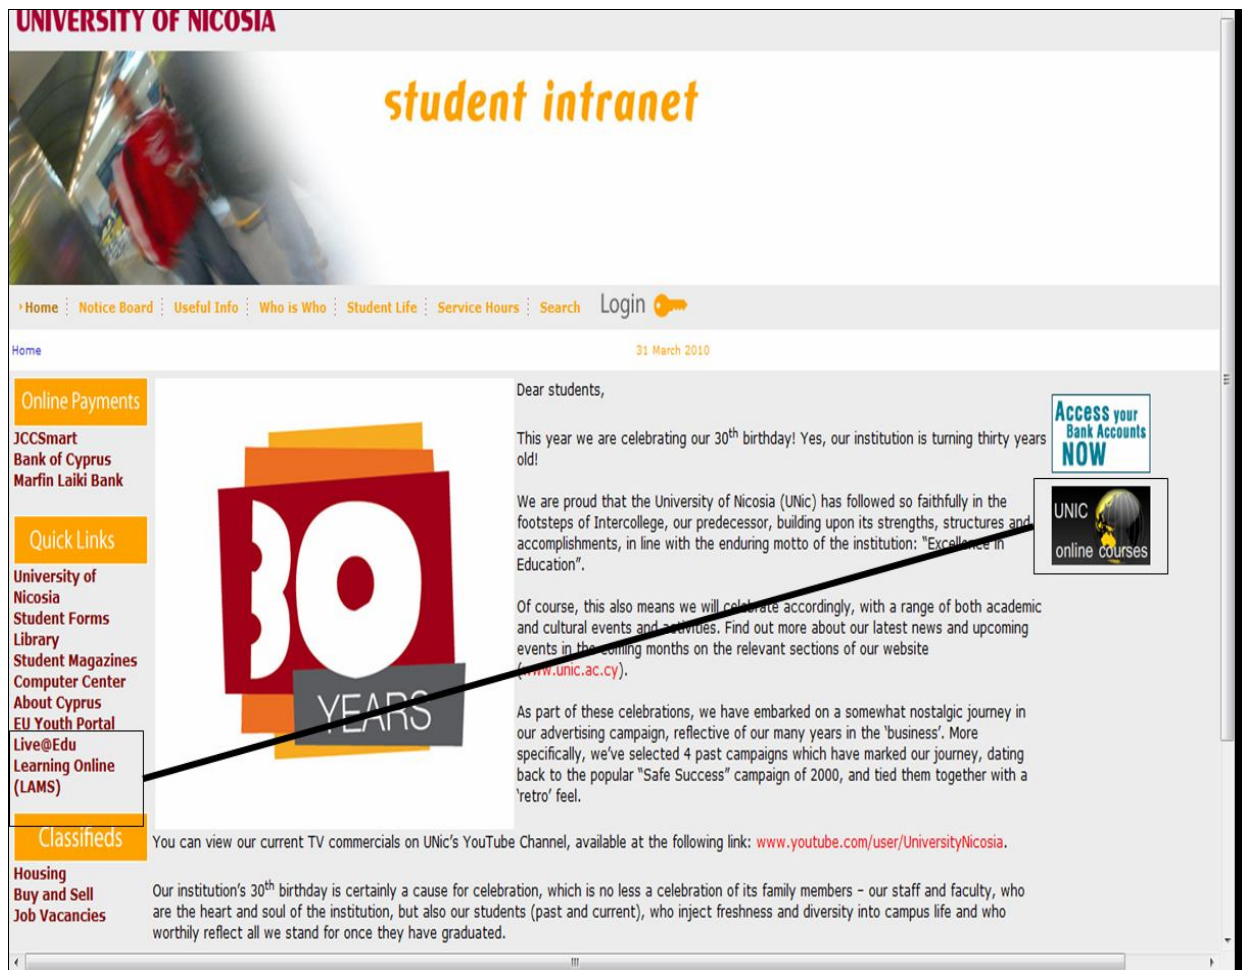 UNIVERSITY OF NICOSIA
student intranet
Home Notice Board Useful Info Who is Who Student Life Service Hours Search Login
Home
31 March 2010
Online Payments
JCCSmart
Bank of Cyprus
Marfin Laiki Bank
Quick Links
University of
Nicosia
Student Forms
Library
Student Magazines
Computer Center
About Cyprus
EU Youth Portal
Live@Edu
Learning Online
(LAMS)
Classifieds
Housing
Buy and Sell
Job Vacancies
30
YEARS
Dear students,
This year we are celebrating our 30th birthday! Yes, our institution is turning thirty years
old!
We are proud that the University of Nicosia (UNic) has followed so faithfully in the
footsteps of Intercollege, our predecessor, building upon its strengths, structures and
accomplishments, in line with the enduring motto of the institution: “Excellence in
Education”.
Of course, this also means we will celebrate accordingly, with a range of both academic
and cultural events and activities. Find out more about our latest news and upcoming
events in the coming months on the relevant sections of our website
(www.unic.ac.cy).
As part of these celebrations, we have embarked on a somewhat nostalgic journey in
our advertising campaign, reflective of our many years in the ‘business’. More
specifically, we’ve selected 4 past campaigns which have marked our journey, dating
back to the popular “Safe Success” campaign of 2000, and tied them together with a
‘retro’ feel.
You can view our current TV commercials on UNic’s YouTube Channel, available at the following link: www.youtube.com/user/UniversityNicosia.
Our institution’s 30th birthday is certainly a cause for celebration, which is no less a celebration of its family members – our staff and faculty, who
are the heart and soul of the institution, but also our students (past and current), who inject freshness and diversity into campus life and who
worthily reflect all we stand for once they have graduated.
Access your
Bank Accounts
NOW
UNIC
online courses